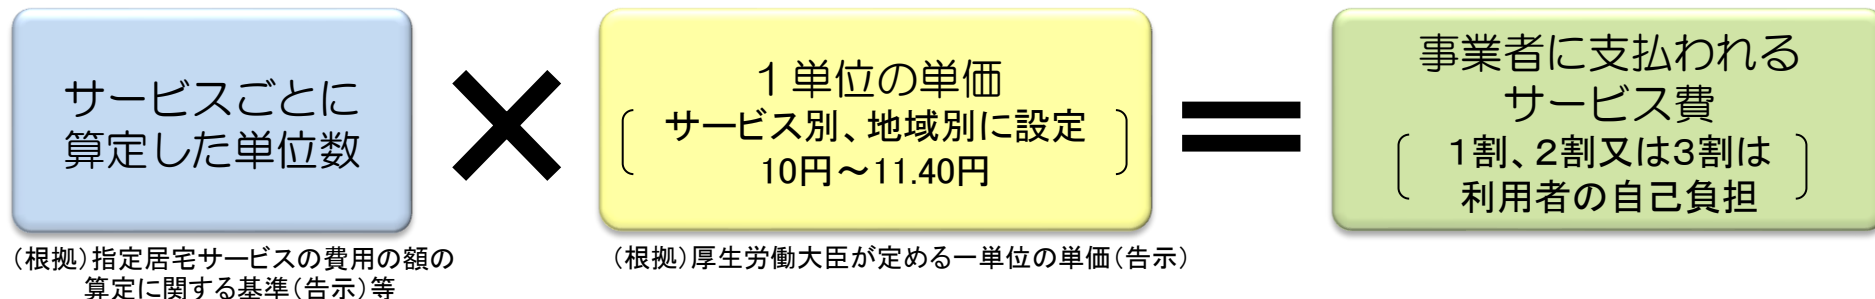 サービスごとに
算定した単位数
×
1単位の単価
サービス別、地域別に設定
10円~11.40円
=
事業者に支払われる
サービス費
1割、2割又は3割は
利用者の自己負担
(根拠)指定居宅サービスの費用の額の
算定に関する基準(告示)等
(根拠)厚生労働大臣が定める一単位の単価(告示)